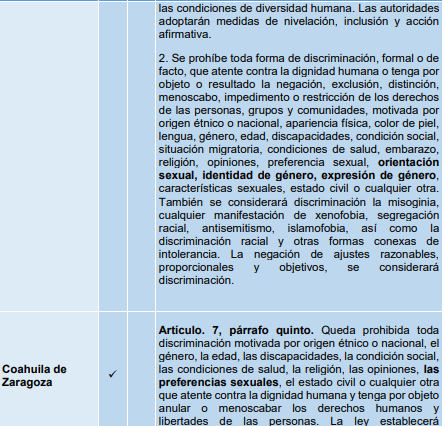 las condiciones de diversidad humana. Las autoridades
adoptarán medidas de nivelación, inclusión y acción
afirmativa.
2. Se prohíbe toda forma de discriminación, formal o de
facto, que atente contra la dignidad humana o tenga por
objeto o resultado la negación, exclusión, distinción,
menoscabo, impedimento o restricción de los derechos
de las personas, grupos y comunidades, motivada por
origen étnico o nacional, apariencia física, color de piel,
lengua, género, edad, discapacidades, condición social,
situación migratoria, condiciones de salud, embarazo,
religión, opiniones, preferencia sexual, orientación
sexual, identidad de género, expresión de género,
características sexuales, estado civil o cualquier otra.
También se considerará discriminación la misoginia,
cualquier manifestación de xenofobia, segregación
racial, antisemitismo, islamofobia, así como la
discriminación racial y otras formas conexas de
intolerancia. La negación de ajustes razonables,
proporcionales y objetivos, se considerará
discriminación.
Coahuila de
Zaragoza
✓
Artículo. 7, párrafo quinto. Queda prohibida toda
discriminación motivada por origen étnico o nacional, el
género, la edad, las discapacidades, la condición social,
las condiciones de salud, la religión, las opiniones, las
preferencias sexuales, el estado civil o cualquier otra
que atente contra la dignidad humana y tenga por objeto
anular o menoscabar los derechos humanos y
libertades de las personas. La ley establecerá